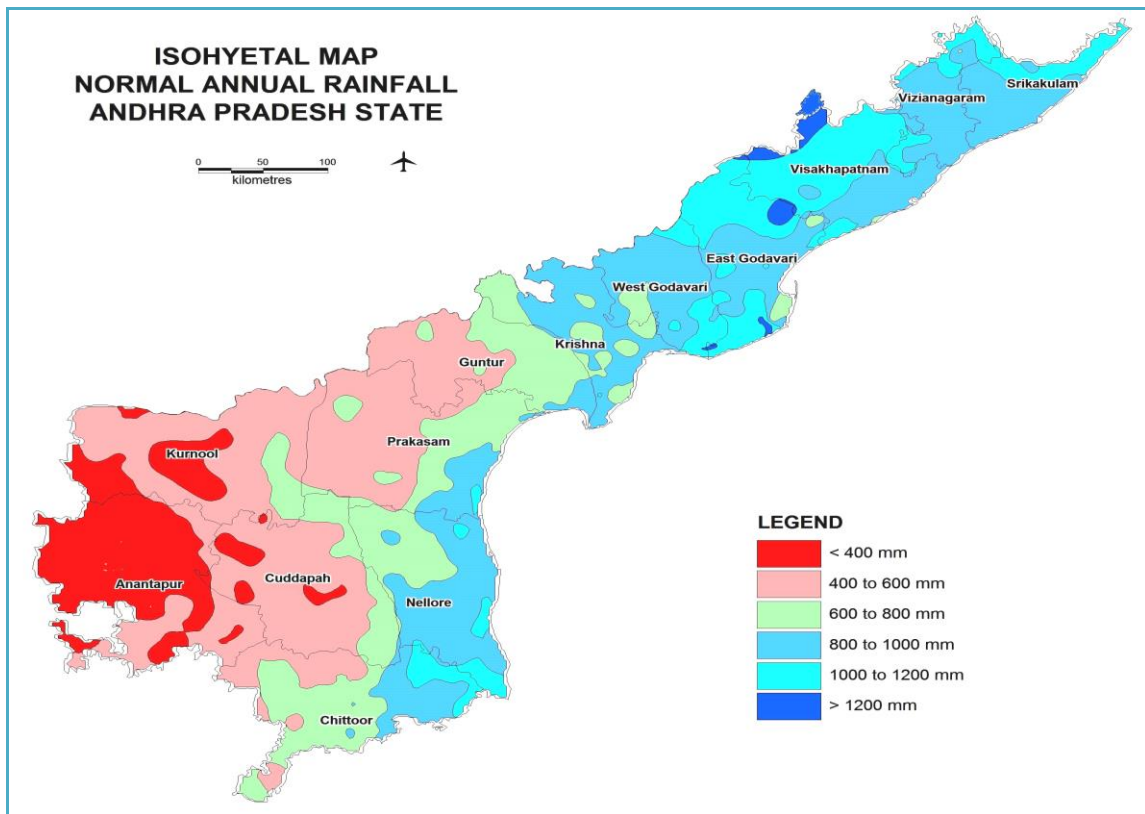 ISOHYETAL MAP
NORMAL ANNUAL RAINFALL
ANDHRA PRADESH STATE
0 50 100
kilometres
Srikakulam
Vizianagaram
Visakhapatnam
East Godavari
West Godavari
Krishna
Guntur
Prakasam
Kurnool
Anantapur
Cuddapah
Nellore
Chittoor
LEGEND
< 400 mm
400 to 600 mm
600 to 800 mm
800 to 1000 mm
1000 to 1200 mm
> 1200 mm